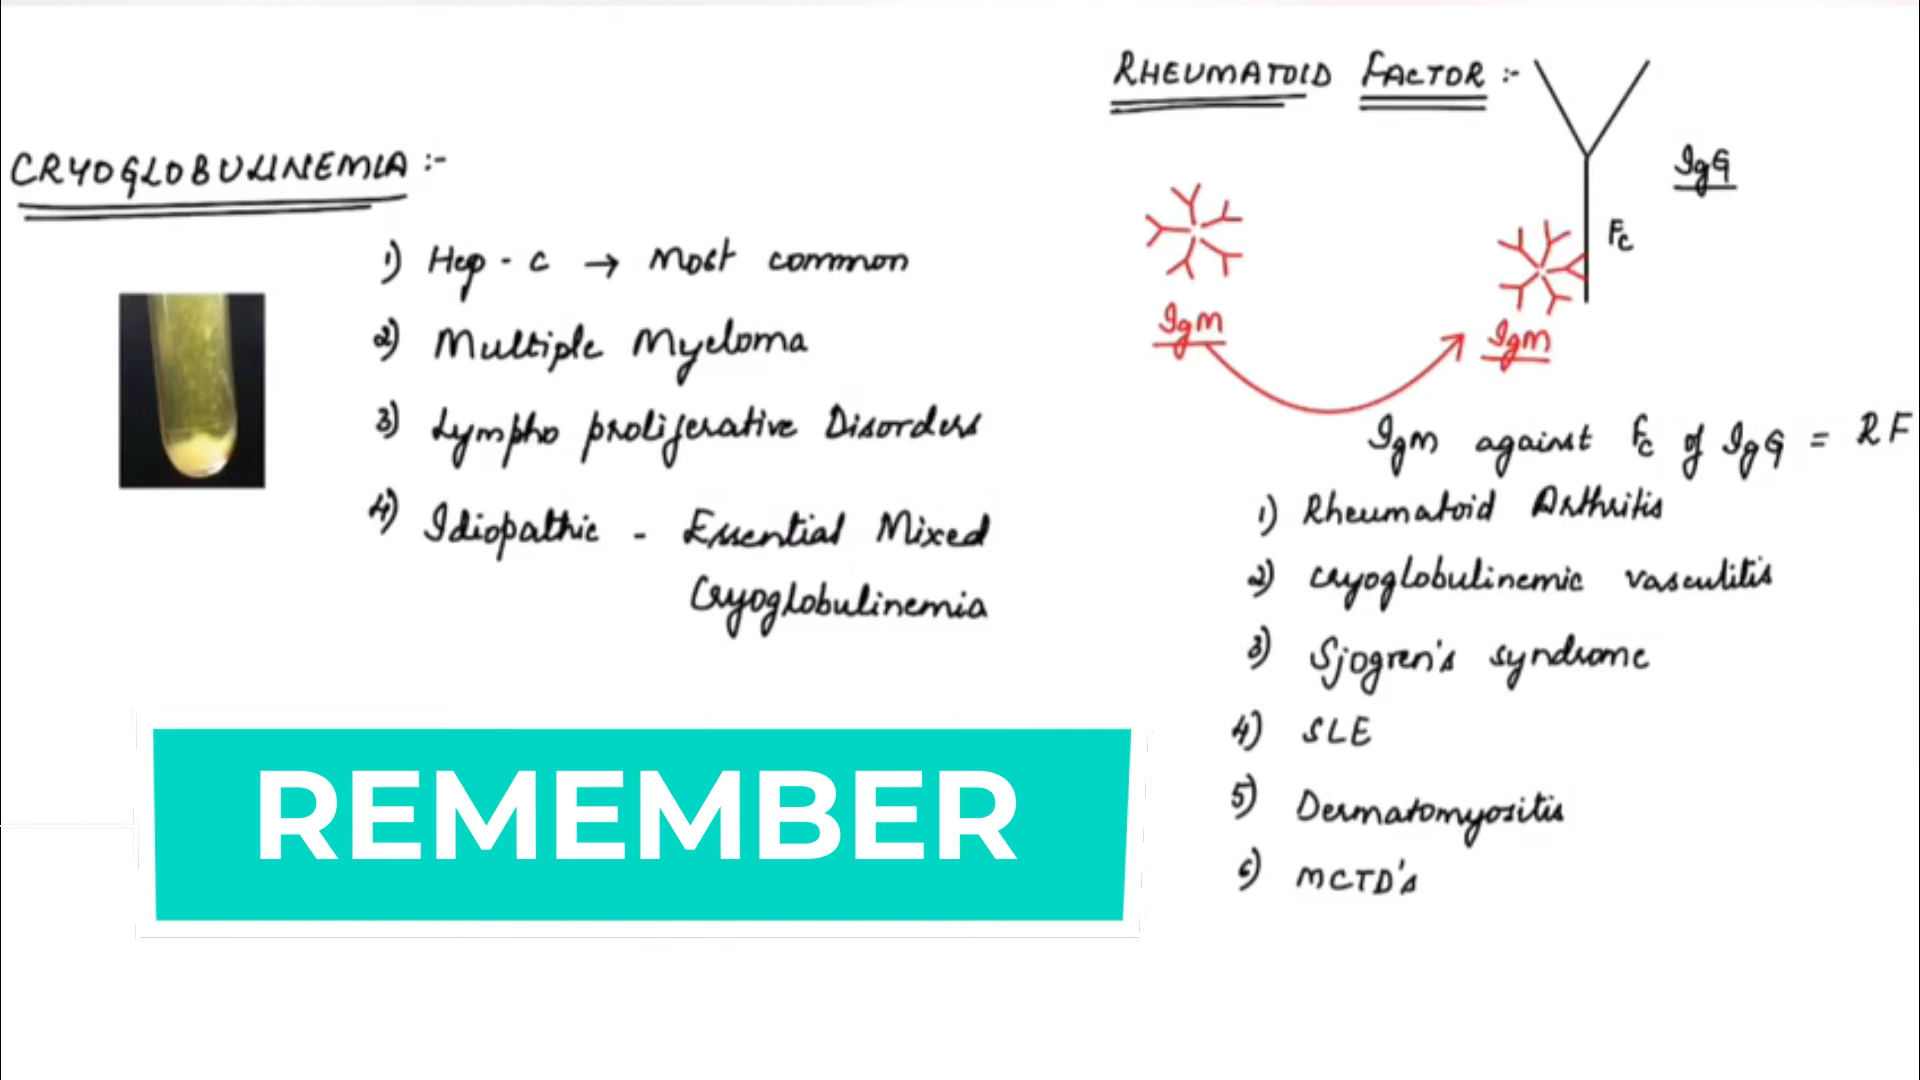 CRYOGLOBULINEMIA :-
1) Hep - C → Most common
2) Multiple Myeloma
3) Lympho proliferative Disorders
4) Idiopathic - Essential Mixed
Cryoglobulinemia
REMEMBER
RHEUMATOID FACTOR :-
IgG
Fc
IgM
IgM
IgM against Fc of IgG = RF
1) Rheumatoid Arthritis
2) Cryoglobulinemic vasculitis
3) Sjogren's syndrome
4) SLE
5) Dermatomyositis
6) MCTD's